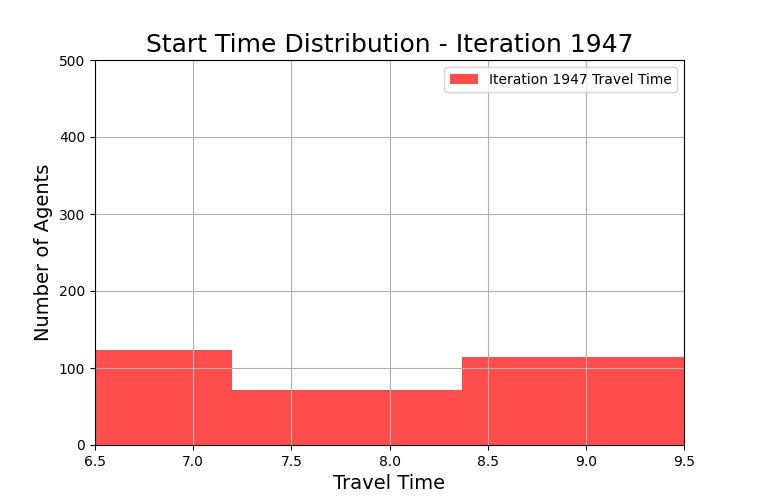 Start Time Distribution - Iteration 1947
Iteration 1947 Travel Time
Number of Agents
500
400
300
200
100
0
6.5 7.0 7.5 8.0 8.5 9.0 9.5
Travel Time